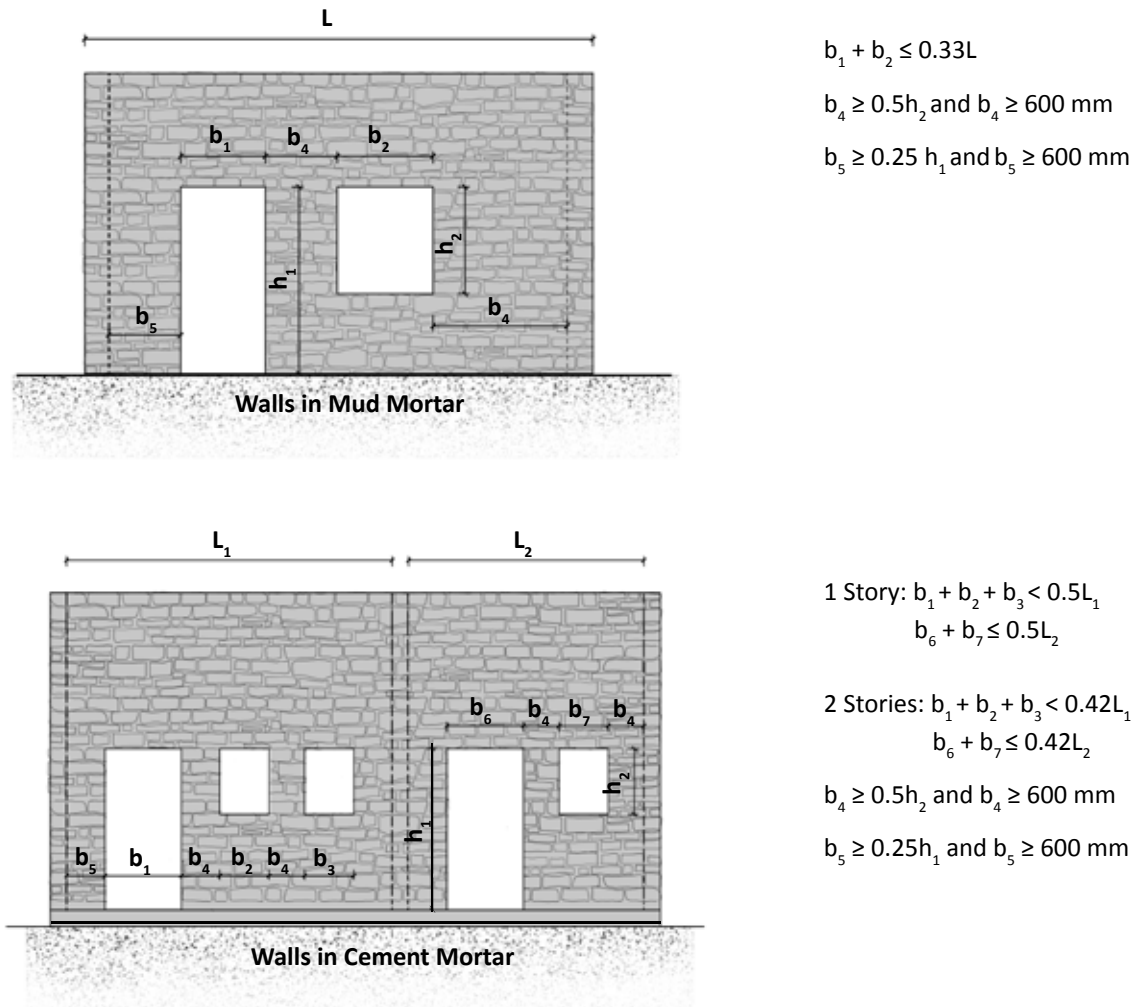 L
b₁ + b₂ ≤ 0.33L
b₄ ≥ 0.5h₂ and b₄ ≥ 600 mm
b₅ ≥ 0.25 h₁ and b₅ ≥ 600 mm
b₁ b₄ b₂
h₁
h₂
b₅
b₄
Walls in Mud Mortar
L₁ L₂
1 Story: b₁ + b₂ + b₃ < 0.5L₁
b₆ + b₇ ≤ 0.5L₂
2 Stories: b₁ + b₂ + b₃ < 0.42L₁
b₆ + b₇ ≤ 0.42L₂
b₄ ≥ 0.5h₂ and b₄ ≥ 600 mm
b₅ ≥ 0.25h₁ and b₅ ≥ 600 mm
b₆ b₄ b₇ b₄
h₂
h₁
b₅ b₁ b₄ b₂ b₄ b₃
Walls in Cement Mortar